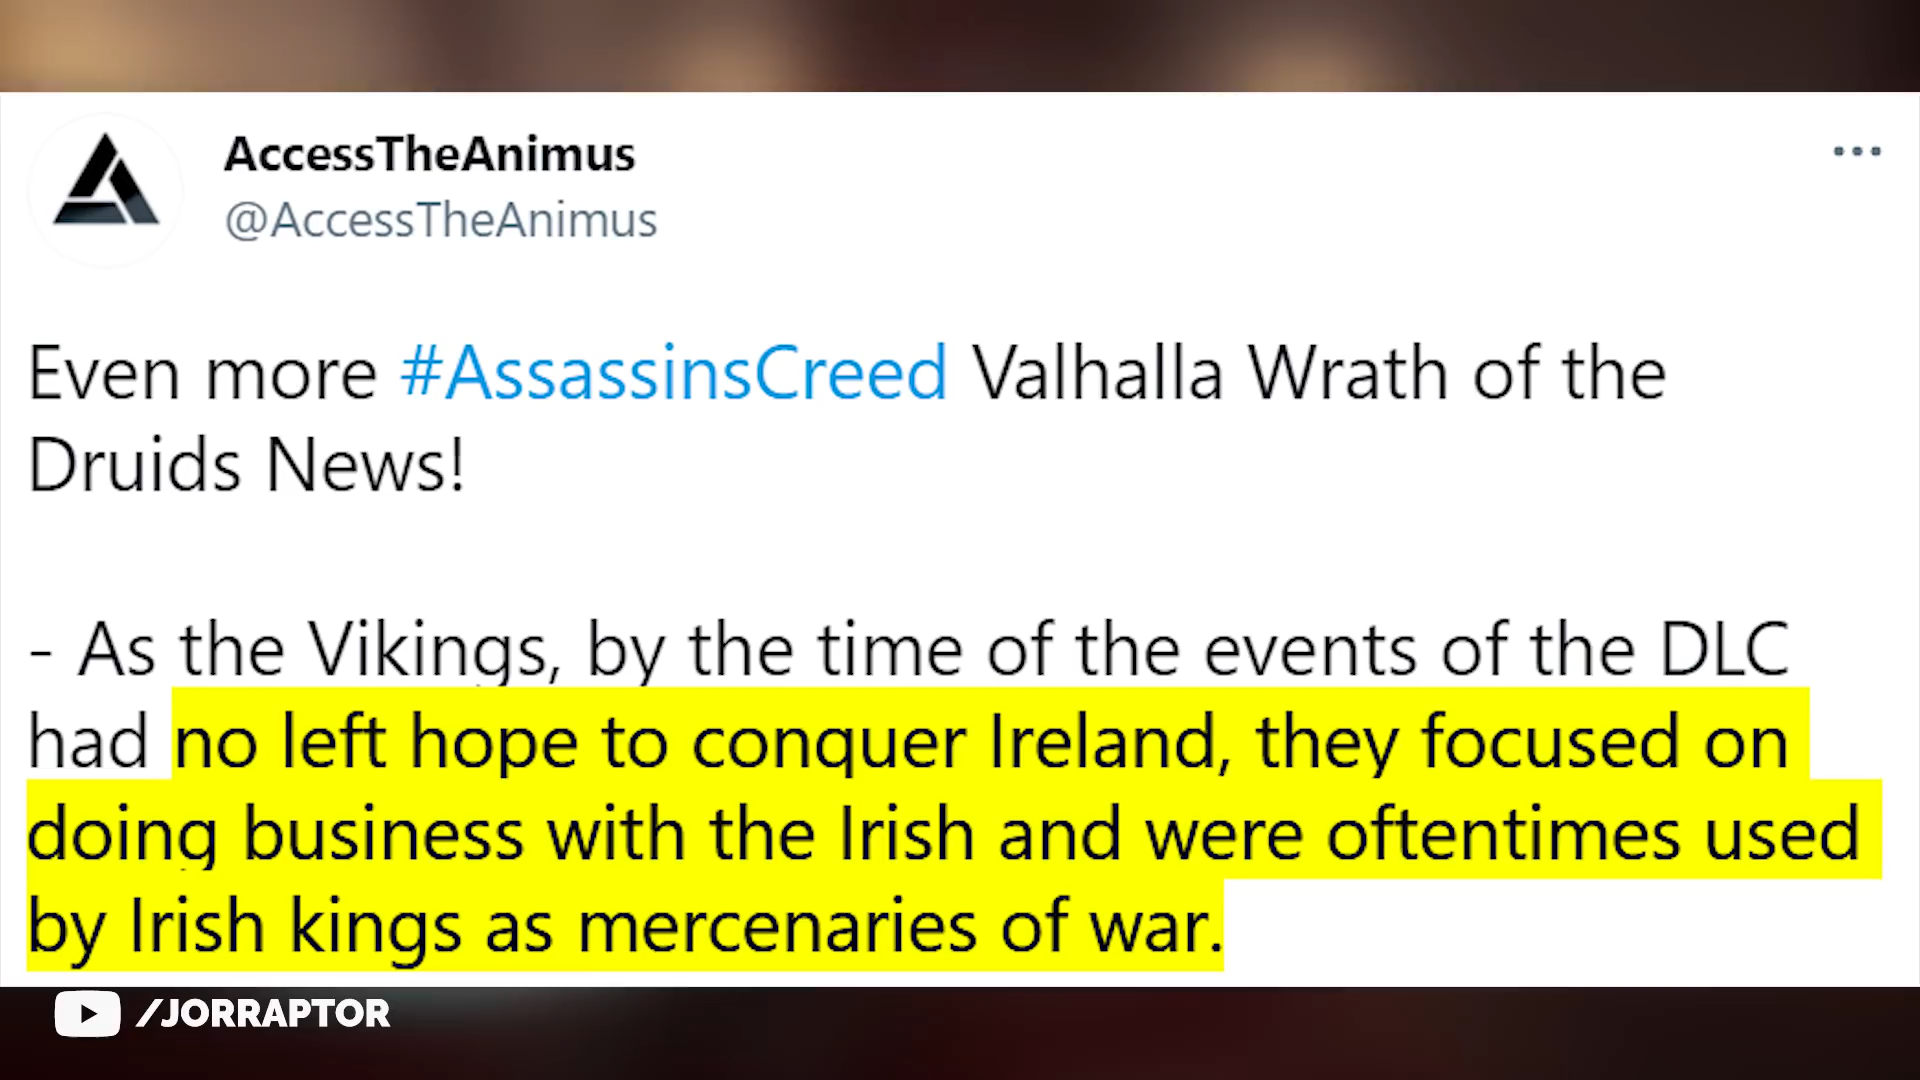 AccessTheAnimus
@AccessTheAnimus
Even more #AssassinsCreed Valhalla Wrath of the
Druids News!
- As the Vikings, by the time of the events of the DLC
had no left hope to conquer Ireland, they focused on
doing business with the Irish and were oftentimes used
by Irish kings as mercenaries of war.
/JORRAPTOR